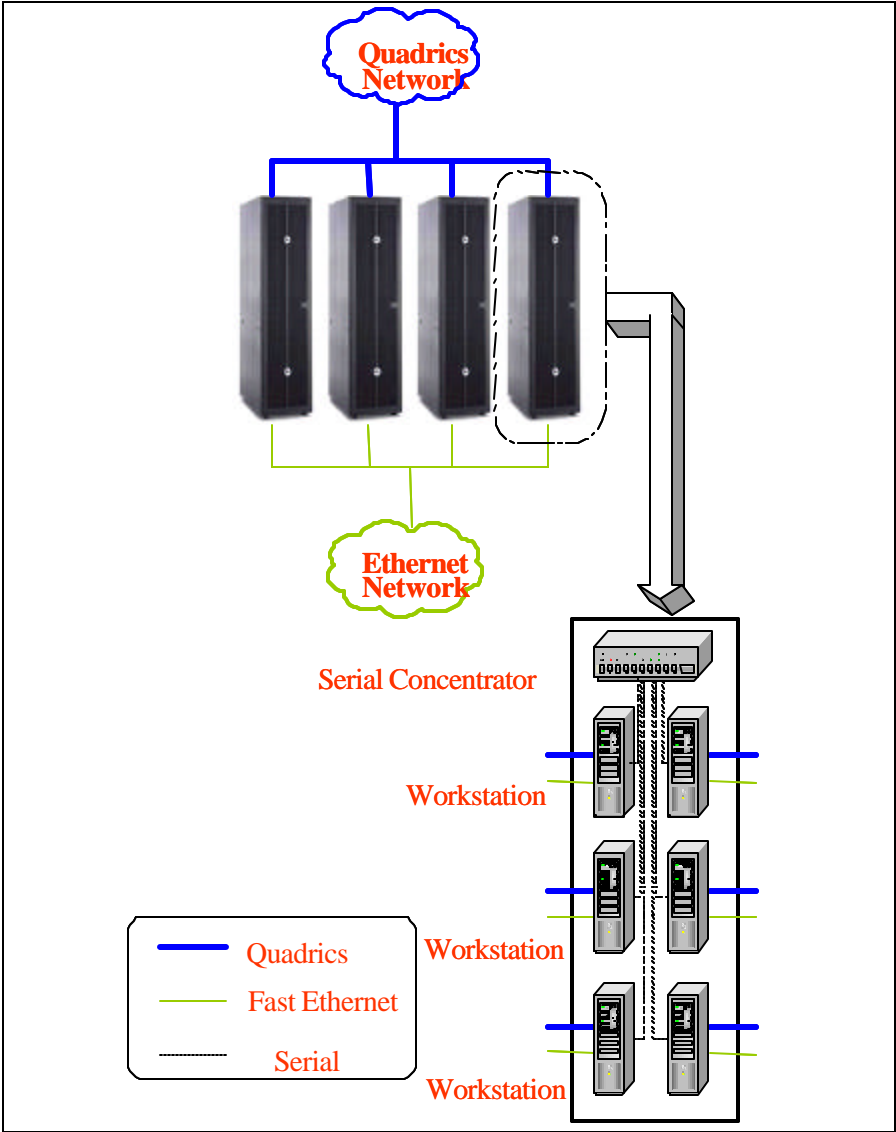 Quadrics
Network
Ethernet
Network
Serial Concentrator
Workstation
Workstation
Workstation
Quadrics
Fast Ethernet
Serial